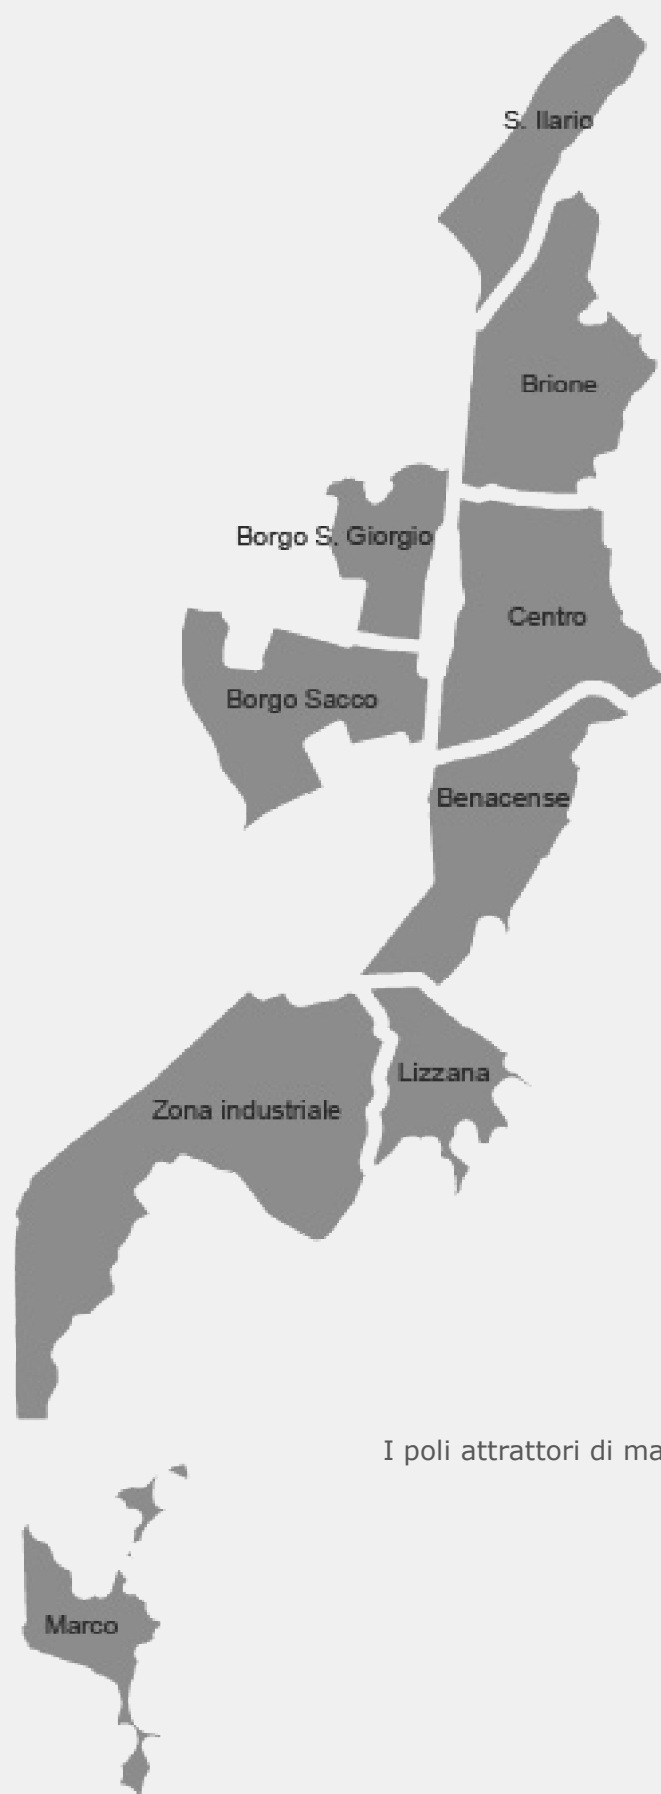 S. Ilario
Brione
Borgo S. Giorgio
Centro
Borgo Sacco
Benacense
Lizzana
Zona industriale
I poli attrattori di ma
Marco